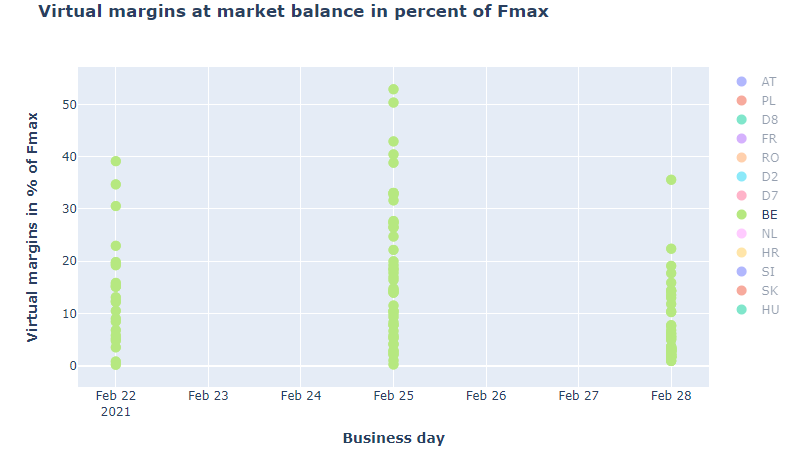 Virtual margins at market balance in percent of Fmax
Virtual margins in % of Fmax
50
40
30
20
10
0
Feb 22
2021
Feb 23
Feb 24
Feb 25
Feb 26
Feb 27
Feb 28
Business day
AT
PL
D8
FR
RO
D2
D7
BE
NL
HR
SI
SK
HU